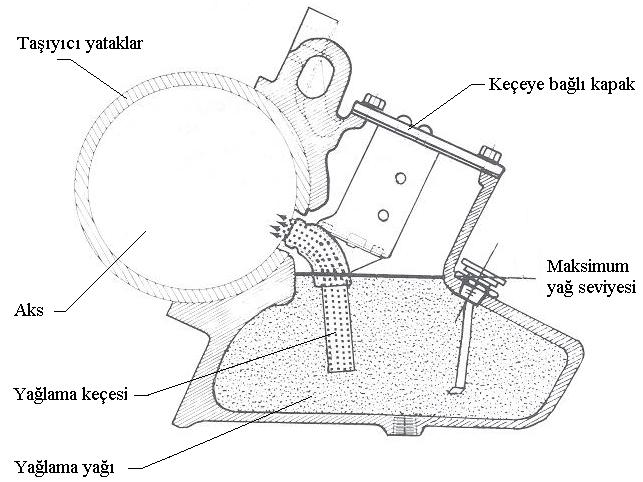 Taşıyıcı yataklar
Keçeye bağlı kapak
Maksimum
yağ seviyesi
Aks
Yağlama keçesi
Yağlama yağı